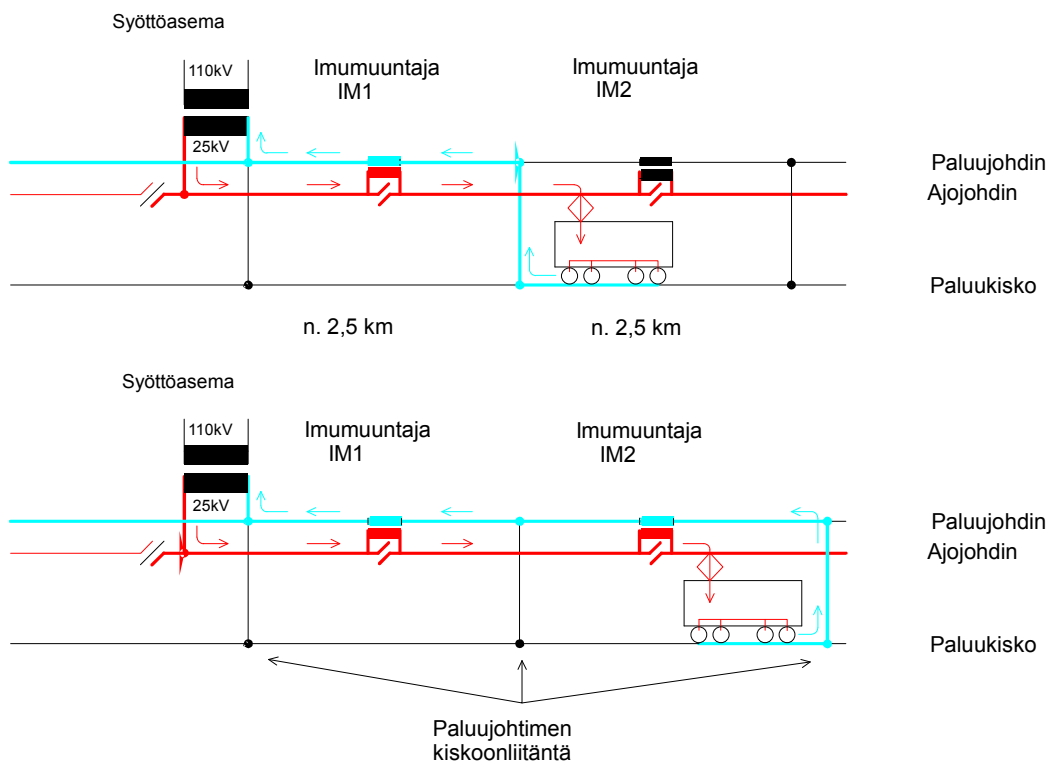 Syöttöasema
110kV
Imumuuntaja
IM1
Imumuuntaja
IM2
25kV
Paluujohdin
Ajojohdin
Paluukisko
n. 2,5 km
n. 2,5 km
Syöttöasema
110kV
Imumuuntaja
IM1
Imumuuntaja
IM2
25kV
Paluujohdin
Ajojohdin
Paluukisko
Paluujohtimen
kiskoonliitäntä